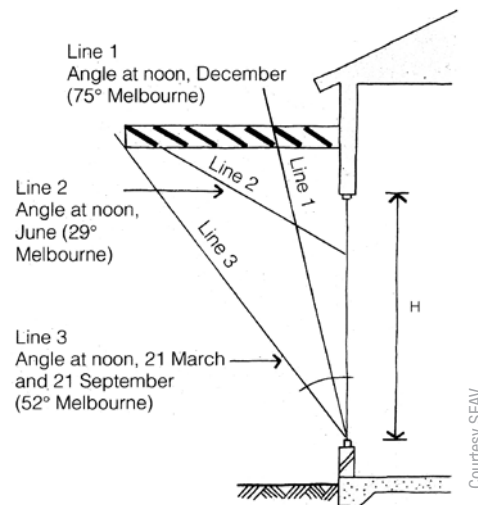 Line 1
Angle at noon, December
(75° Melbourne)
Line 2
Line 1
Line 2
Angle at noon,
June (29°
Melbourne)
Line 3
H
Line 3
Angle at noon, 21 March
and 21 September
(52° Melbourne)
Courtesy SEAV